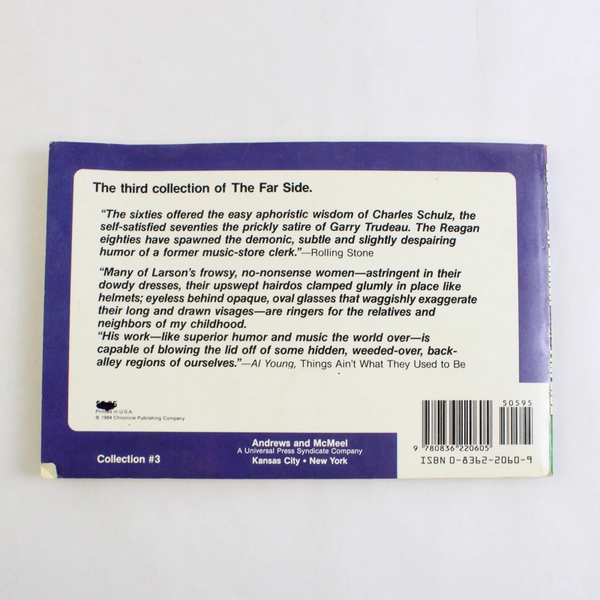 The third collection of The Far Side.
“The sixties offered the easy aphoristic wisdom of Charles Schulz, the
self-satisfied seventies the prickly satire of Garry Trudeau. The Reagan
eighties have spawned the demonic, subtle and slightly despairing
humor of a former music-store clerk.”—Rolling Stone
“Many of Larson's frowsy, no-nonsense women—astringent in their
dowdy dresses, their upswept hairdos clamped glumly in place like
helmets; eyeless behind opaque, oval glasses that waggishly exaggerate
their long and drawn visages—are ringers for the relatives and
neighbors of my childhood.
“His work—like superior humor and music the world over—is
capable of blowing the lid off of some hidden, weeded-over, back-
alley regions of ourselves.”—Al Young, Things Ain't What They Used to Be
Printed in U.S.A.
© 1984 Chronicle Publishing Company
Collection #3
Andrews and McMeel
A Universal Press Syndicate Company
Kansas City • New York
50595
9 780836 220605
ISBN 0-8362-2060-9